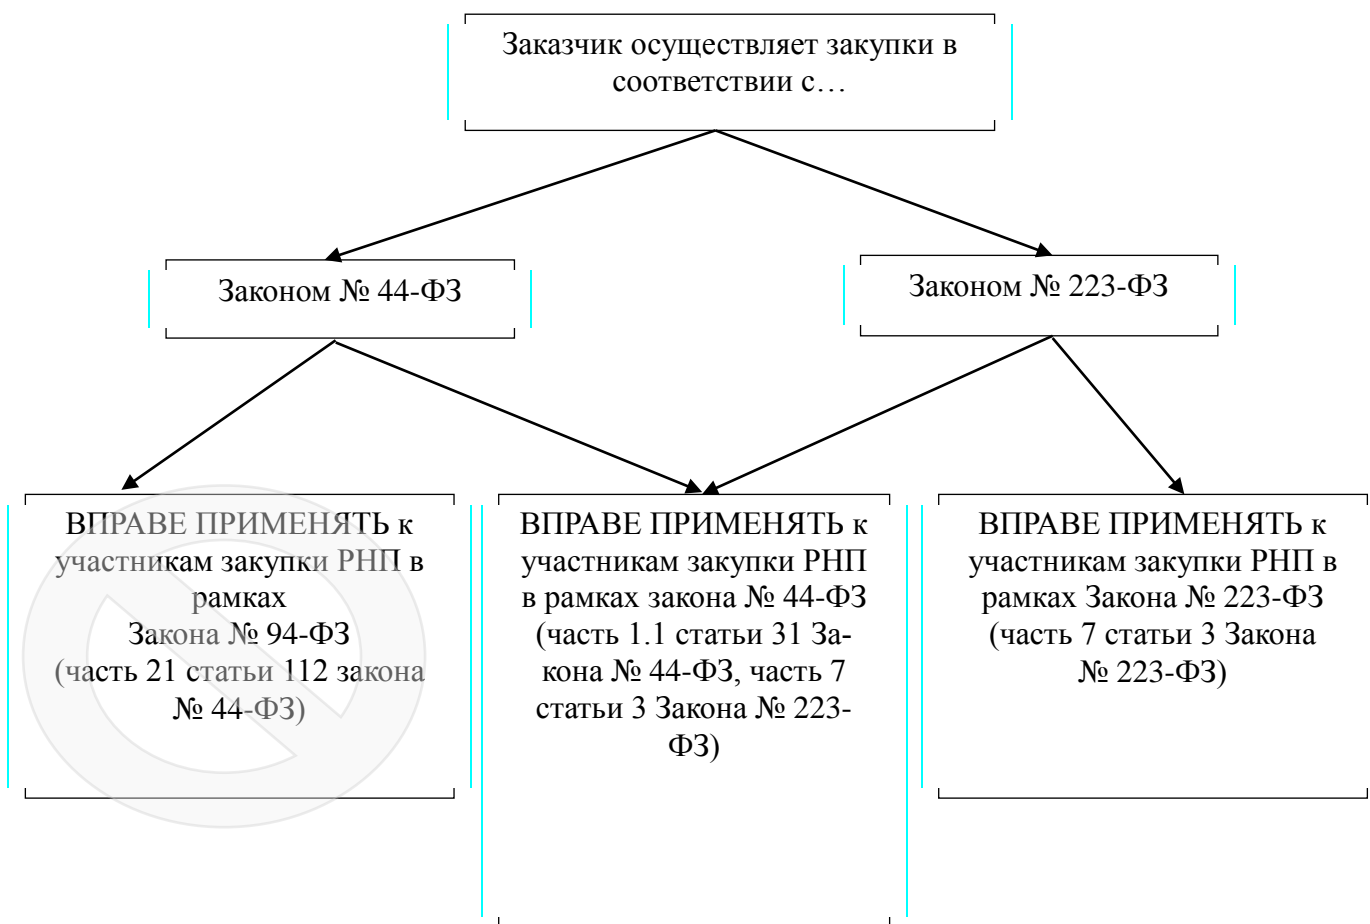 Заказчик осуществляет закупки в
соответствии с…
Законом № 44-ФЗ
Законом № 223-ФЗ
ВПРАВЕ ПРИМЕНЯТЬ к
участникам закупки РНП в
рамках
Закона № 94-ФЗ
(часть 21 статьи 112 закона
№ 44-ФЗ)
ВПРАВЕ ПРИМЕНЯТЬ к
участникам закупки РНП
в рамках закона № 44-ФЗ
(часть 1.1 статьи 31 За-
кона № 44-ФЗ, часть 7
статьи 3 Закона № 223-
ФЗ)
ВПРАВЕ ПРИМЕНЯТЬ к
участникам закупки РНП в
рамках Закона № 223-ФЗ
(часть 7 статьи 3 Закона
№ 223-ФЗ)